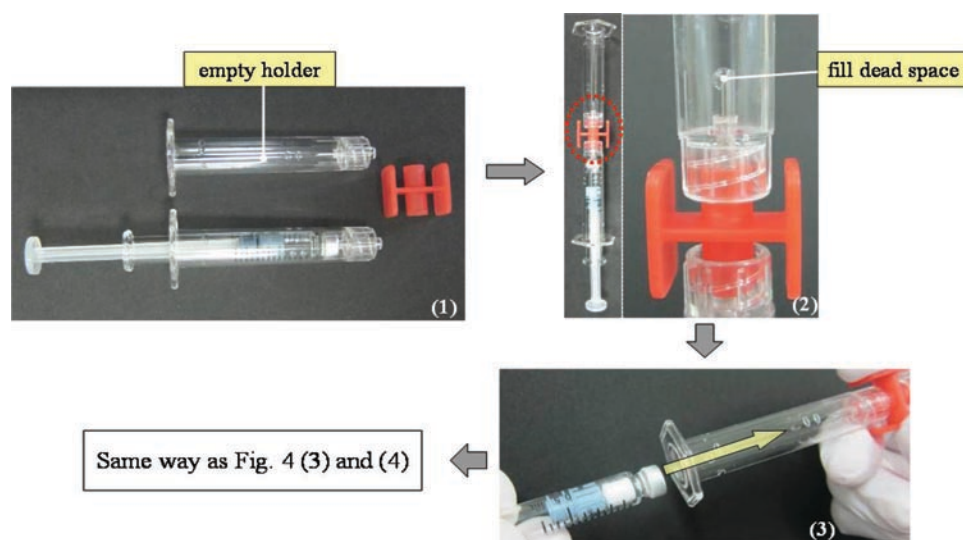 empty holder
fill dead space
(1)
(2)
Same way as Fig. 4 (3) and (4)
(3)